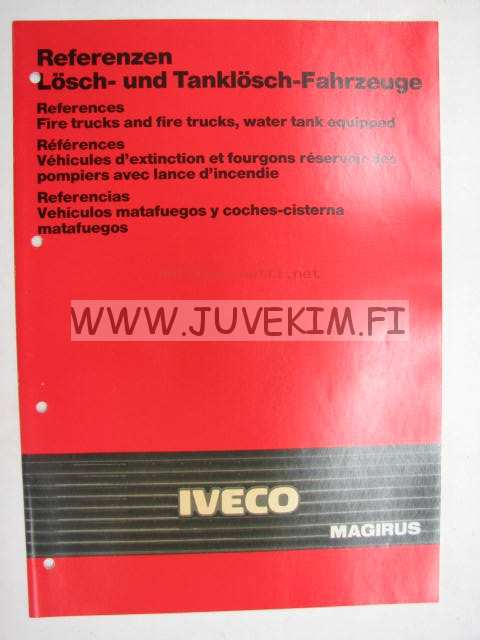 Referenzen
Lösch- und Tanklösch-Fahrzeuge
References
Fire trucks and fire trucks, water tank equipped
Références
Véhicules d'extinction et fourgons réservoir des
pompiers avec lance d'incendie
Referencias
Vehiculos matafuegos y coches-cisterna
matafuegos
WWW.JUVEKIM.FI
IVECO
MAGIRUS